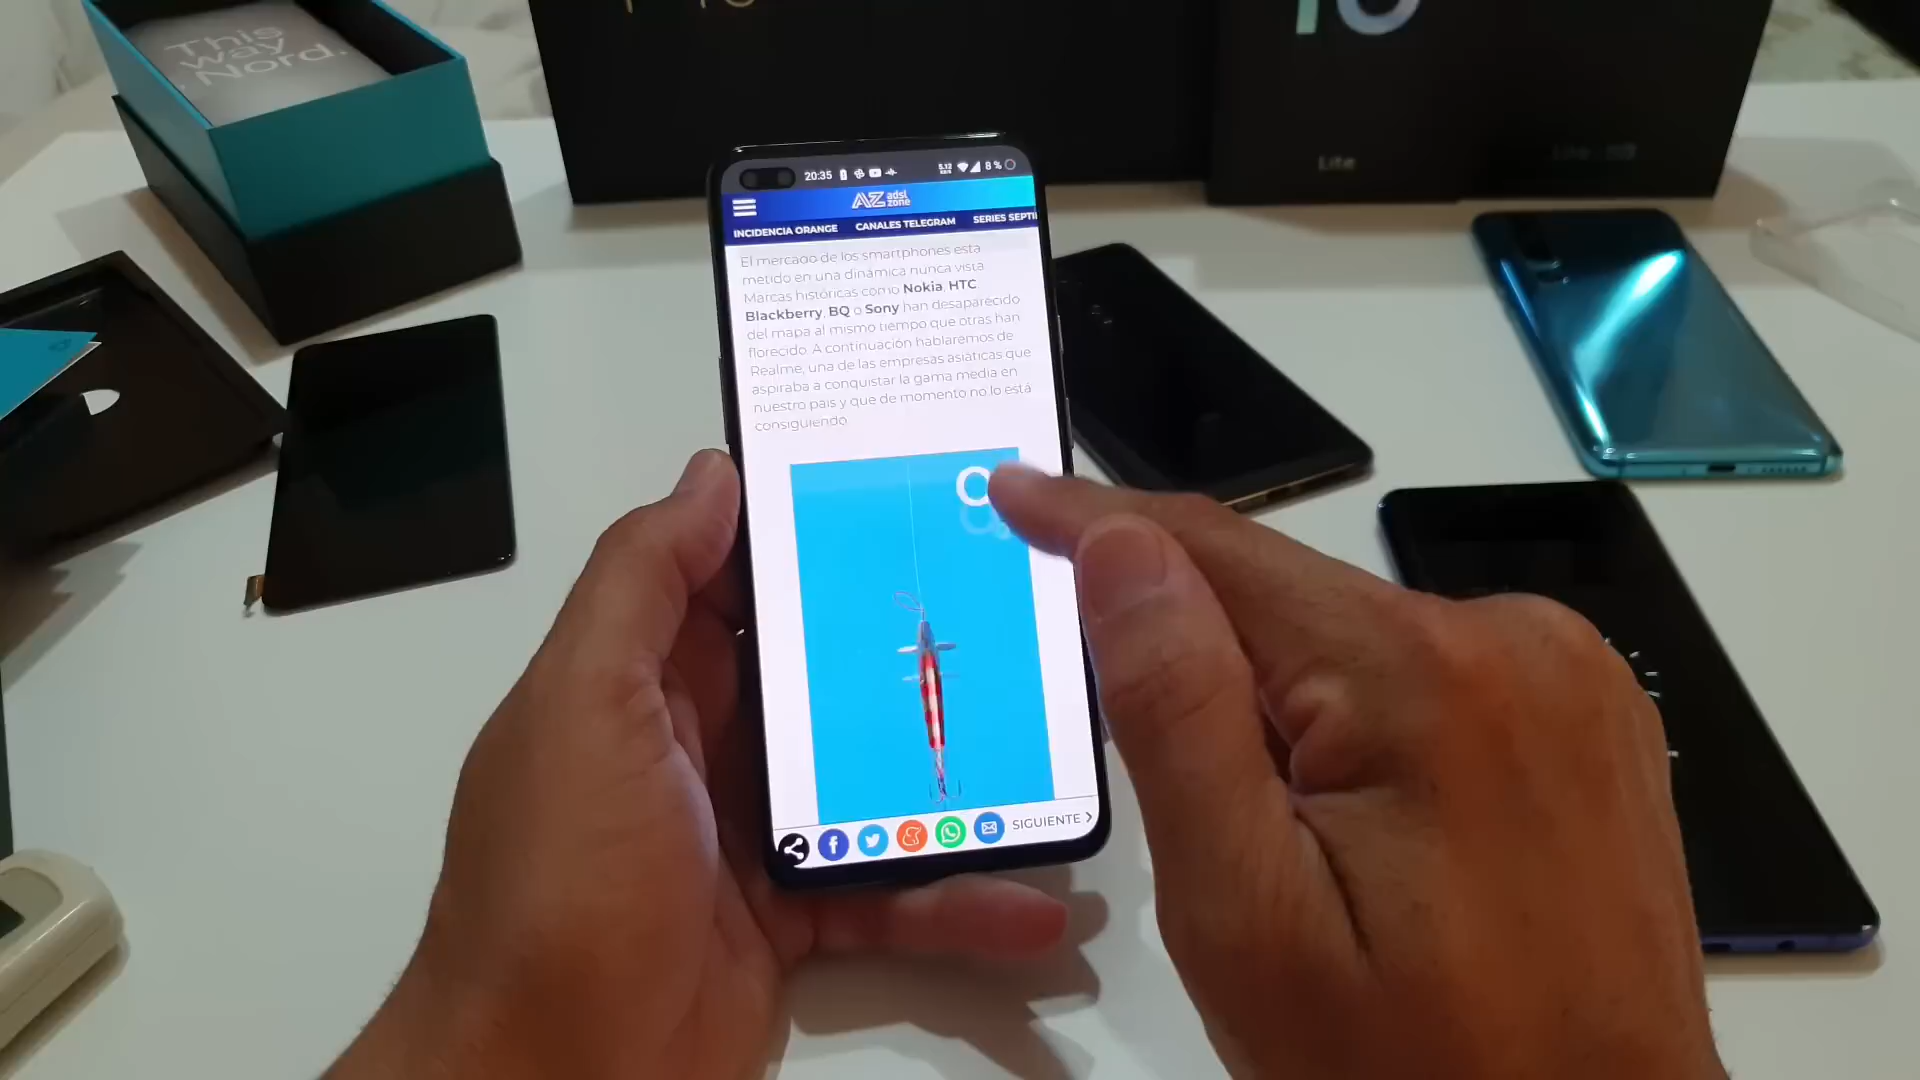 This
way
Nord.
10
Lite
20:35
8 %
AZ adsl
zone
INCIDENCIA ORANGE CANALES TELEGRAM SERIES SEPTI
El mercado de los smartphones está
metido en una dinámica nunca vista
Marcas históricas como Nokia, HTC
Blackberry, BQ o Sony han desaparecido
del mapa al mismo tiempo que otras han
florecido. A continuación hablaremos de
Realme, una de las empresas asiáticas que
aspiraba a conquistar la gama media en
nuestro país y que de momento no lo está
consiguiendo
SIGUIENTE